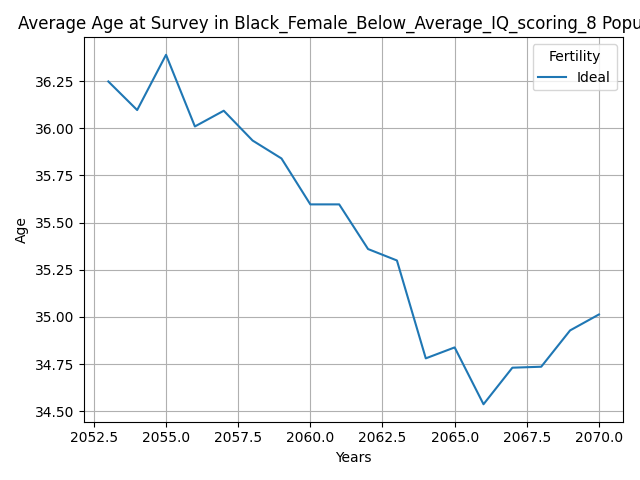 Average Age at Survey in Black_Female_Below_Average_IQ_scoring_8 Popu
Fertility
Ideal
36.25
36.00
35.75
35.50
35.25
35.00
34.75
34.50
Age
2052.5 2055.0 2057.5 2060.0 2062.5 2065.0 2067.5 2070.0
Years